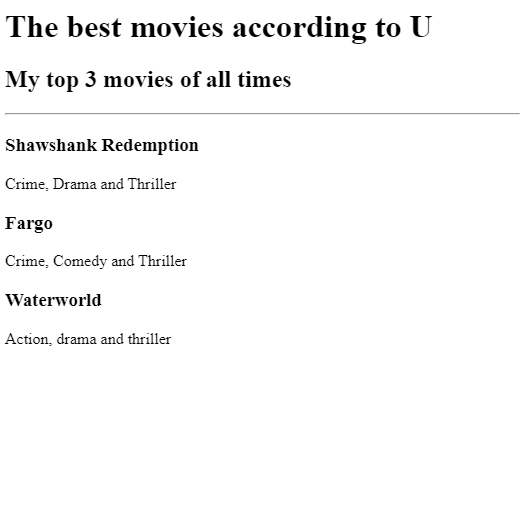 The best movies according to U
My top 3 movies of all times
Shawshank Redemption
Crime, Drama and Thriller
Fargo
Crime, Comedy and Thriller
Waterworld
Action, drama and thriller